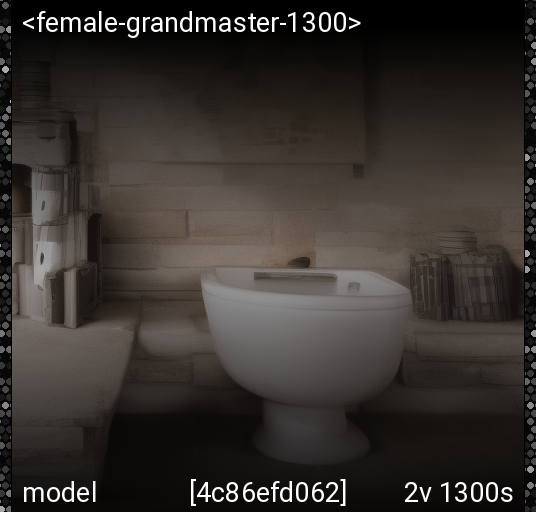 <female-grandmaster-1300>
model [4c86efd062] 2v 1300s